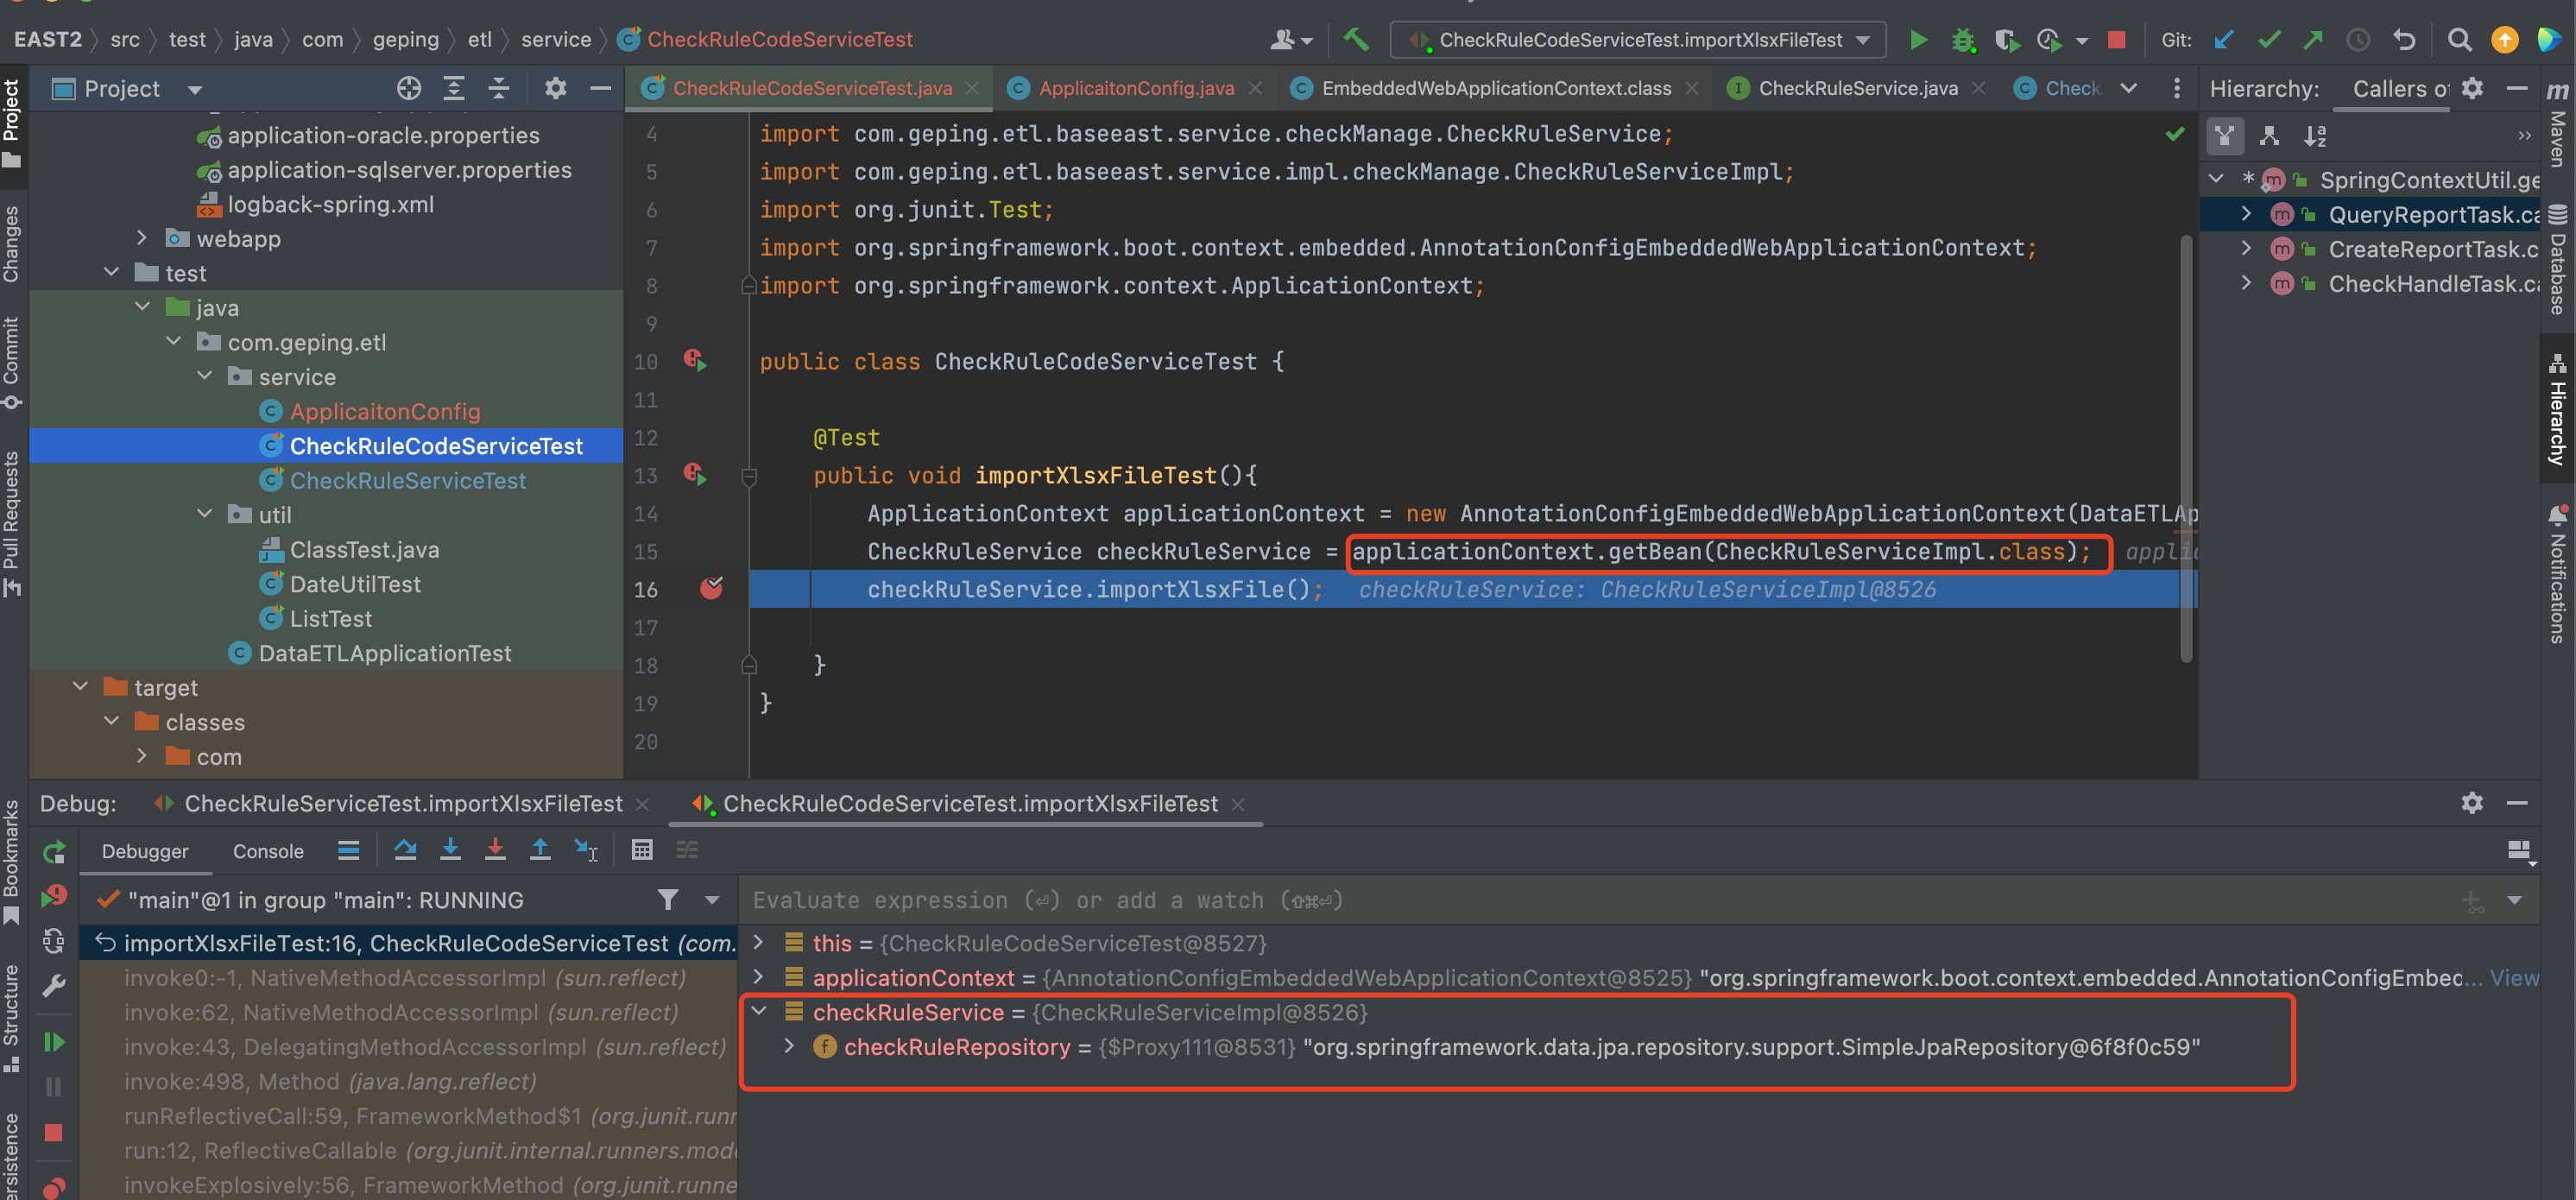 EAST2 〉 src 〉 test 〉 java 〉 com 〉 geping 〉 etl 〉 service 〉 CheckRuleCodeServiceTest
CheckRuleCodeServiceTest.importXlsxFileTest
Git:
Project
CheckRuleCodeServiceTest.java
ApplicaitonConfig.java
EmbeddedWebApplicationContext.class
CheckRuleService.java
Check
Hierarchy:
Callers of
Project
Changes
Commit
Pull Requests
Bookmarks
Structure
application-oracle.properties
application-sqlserver.properties
logback-spring.xml
webapp
test
java
com.geping.etl
service
ApplicaitonConfig
CheckRuleCodeServiceTest
CheckRuleServiceTest
util
ClassTest.java
DateUtilTest
ListTest
DataETLApplicationTest
target
classes
com
4 import com.geping.etl.baseeast.service.checkManage.CheckRuleService;
5 import com.geping.etl.baseeast.service.impl.checkManage.CheckRuleServiceImpl;
6 import org.junit.Test;
7 import org.springframework.boot.context.embedded.AnnotationConfigEmbeddedWebApplicationContext;
8 import org.springframework.context.ApplicationContext;
9
10 public class CheckRuleCodeServiceTest {
11
12 @Test
13 public void importXlsxFileTest(){
14 ApplicationContext applicationContext = new AnnotationConfigEmbeddedWebApplicationContext(DataETLAp
15 CheckRuleService checkRuleService = applicationContext.getBean(CheckRuleServiceImpl.class); applic
16 checkRuleService.importXlsxFile(); checkRuleService: CheckRuleServiceImpl@8526
17
18 }
19 }
20
SpringContextUtil.ge
QueryReportTask.ca
CreateReportTask.c
CheckHandleTask.ca
m
Maven
Database
Hierarchy
Notifications
Debug:
CheckRuleServiceTest.importXlsxFileTest
CheckRuleCodeServiceTest.importXlsxFileTest
Debugger
Console
"main"@1 in group "main": RUNNING
importXlsxFileTest:16, CheckRuleCodeServiceTest (com.
invoke0:-1, NativeMethodAccessorImpl (sun.reflect)
invoke:62, NativeMethodAccessorImpl (sun.reflect)
invoke:43, DelegatingMethodAccessorImpl (sun.reflect)
invoke:498, Method (java.lang.reflect)
runReflectiveCall:59, FrameworkMethod$1 (org.junit.runr
run:12, ReflectiveCallable (org.junit.internal.runners.mode
invokeExplosively:56, FrameworkMethod (org.junit.runne
Evaluate expression (⏎) or add a watch (⇧⌘⏎)
this = {CheckRuleCodeServiceTest@8527}
applicationContext = {AnnotationConfigEmbeddedWebApplicationContext@8525} "org.springframework.boot.context.embedded.AnnotationConfigEmbed... View
checkRuleService = {CheckRuleServiceImpl@8526}
checkRuleRepository = {$Proxy111@8531} "org.springframework.data.jpa.repository.support.SimpleJpaRepository@6f8f0c59"